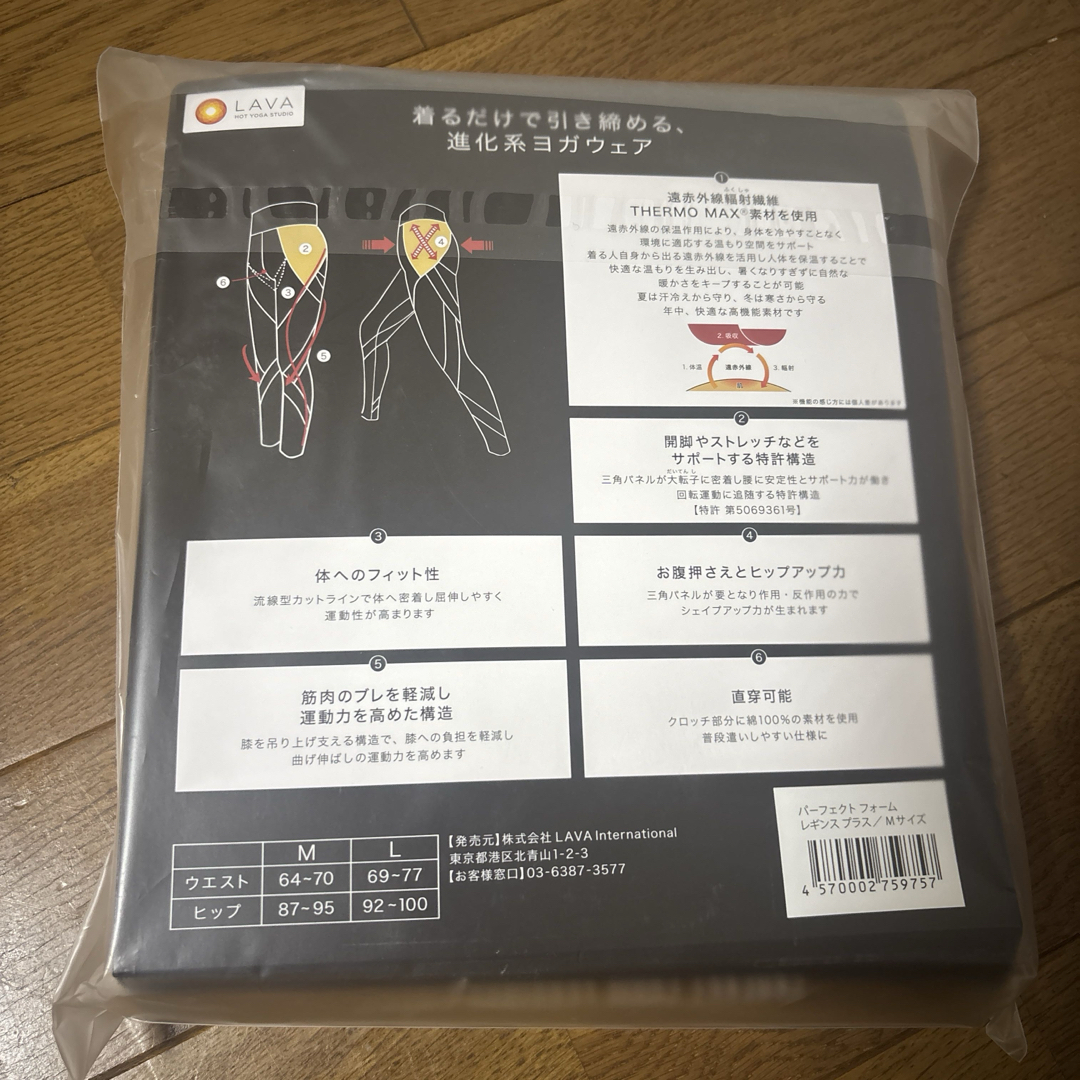 LAVA
HOT YOGA STUDIO
着るだけで引き締める、
進化系ヨガウェア
②
④
⑥
③
⑤
①
ふくしゃ
遠赤外線輻射繊維
THERMO MAX®素材を使用
遠赤外線の保温作用により、身体を冷やすことなく
環境に適応する温もり空間をサポート
着る人自身から出る遠赤外線を活用し人体を保温することで
快適な温もりを生み出し、暑くなりすぎずに自然な
暖かさをキープすることが可能
夏は汗冷えから守り、冬は寒さから守る
年中、快適な高機能素材です
2. 吸収
1. 体温
遠赤外線
3. 輻射
肌
※機能の感じ方には個人差があります
②
開脚やストレッチなどを
サポートする特許構造
だいてんし
三角パネルが大転子に密着し腰に安定性とサポート力が働き
回転運動に追随する特許構造
【特許 第5069361号】
③
体へのフィット性
流線型カットラインで体へ密着し屈伸しやすく
運動性が高まります
④
お腹押さえとヒップアップ力
三角パネルが要となり作用・反作用の力で
シェイプアップ力が生まれます
⑤
筋肉のブレを軽減し
運動力を高めた構造
膝を吊り上げ支える構造で、膝への負担を軽減し
曲げ伸ばしの運動力を高めます
⑥
直穿可能
クロッチ部分に綿100%の素材を使用
普段遣いしやすい仕様に
M L
ウエスト 64~70 69~77
ヒップ 87~95 92~100
【発売元】株式会社 LAVA International
東京都港区北青山1-2-3
【お客様窓口】03-6387-3577
パーフェクト フォーム
レギンス プラス/Mサイズ
4 570002 759757